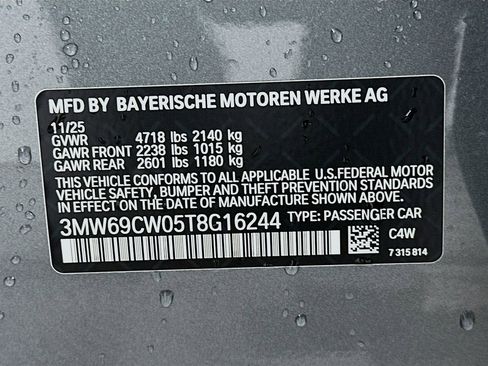 MFD BY BAYERISCHE MOTOREN WERKE AG
11/25
GVWR 4718 lbs 2140 kg
GAWR FRONT 2238 lbs 1015 kg
GAWR REAR 2601 lbs 1180 kg
THIS VEHICLE CONFORMS TO ALL APPLICABLE U.S.FEDERAL MOTOR
VEHICLE SAFETY, BUMPER AND THEFT PREVENTION STANDARDS IN
EFFECT ON THE DATE OF MANUFACTURE SHOWN ABOVE.
3MW69CW05T8G16244 TYPE: PASSENGER CAR
C4W
7 315 814